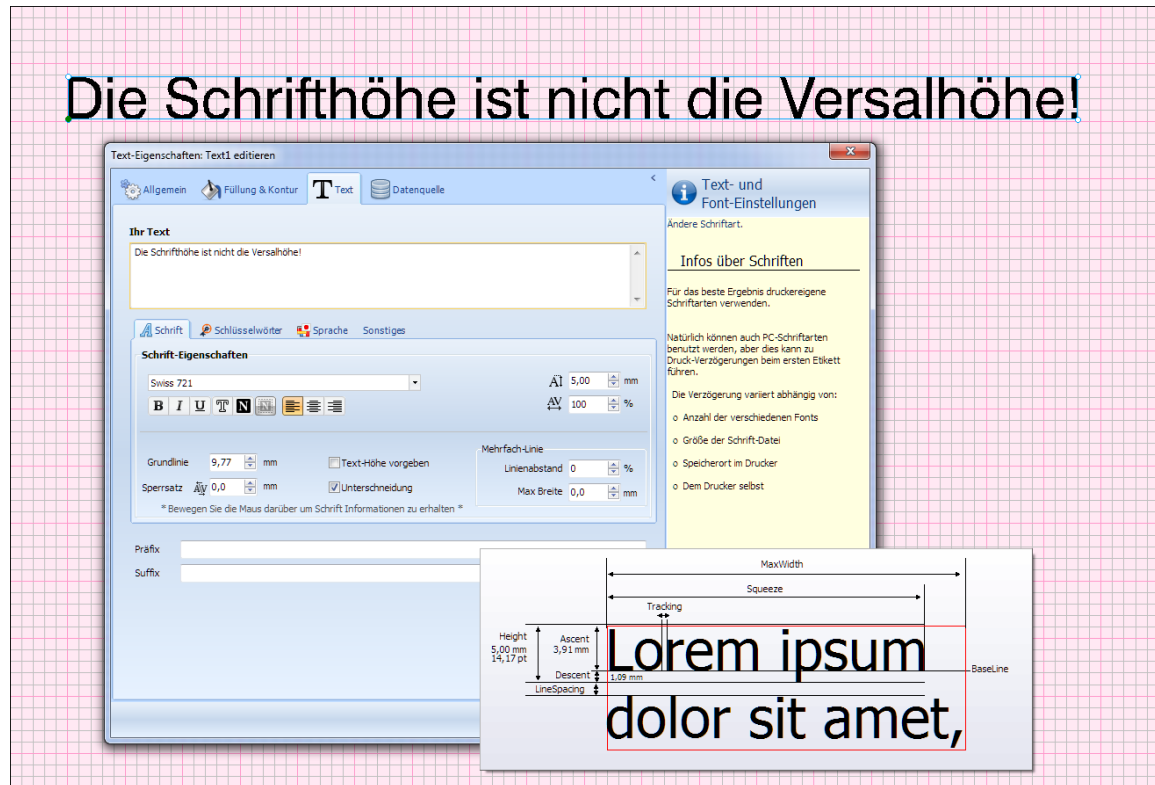 Die Schrifthöhe ist nicht die Versalhöhe!
Text-Eigenschaften: Text1 editieren
Allgemein Füllung & Kontur Text Datenquelle
Ihr Text
Die Schrifthöhe ist nicht die Versalhöhe!
Schrift Schlüsselwörter Sprache Sonstiges
Schrift-Eigenschaften
Swiss 721
5,00 mm
B I U T N N
AV 100 %
Grundlinie 9,77 mm
Text-Höhe vorgeben
Sperrsatz AV 0,0 mm
Unterschneidung
* Bewegen Sie die Maus darüber um Schrift Informationen zu erhalten *
Mehrfach-Linie
Linienabstand 0 %
Max Breite 0,0 mm
Präfix
Suffix
Text- und
Font-Einstellungen
Ändere Schriftart.
Infos über Schriften
Für das beste Ergebnis druckereigene
Schriftarten verwenden.
Natürlich können auch PC-Schriftarten
benutzt werden, aber dies kann zu
Druck-Verzögerungen beim ersten Etikett
führen.
Die Verzögerung variiert abhängig von:
o Anzahl der verschiedenen Fonts
o Größe der Schrift-Datei
o Speicherort im Drucker
o Dem Drucker selbst
MaxWidth
Squeeze
Tracking
Height
5,00 mm
14,17 pt
Ascent
3,91 mm
Descent
1,09 mm
LineSpacing
BaseLine
Lorem ipsum
dolor sit amet,